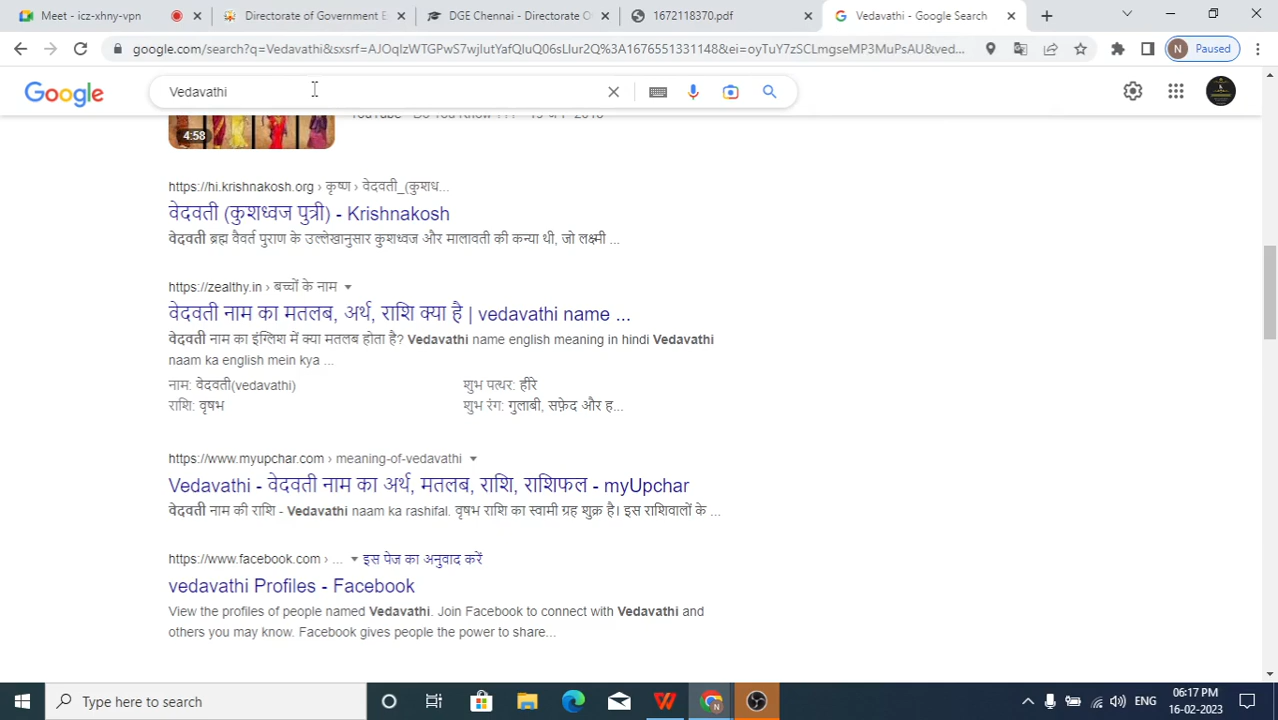 Meet - icz-xhny-vpn
Directorate of Government E
DGE Chennai - Directorate O
1672118370.pdf
Vedavathi - Google Search
google.com/search?q=Vedavathi&sxsrf=AJOqlzWTGPwS7wjlutYafQluQ06sLlur2Q%3A1676551331148&ei=oyTuY7zSCLmgseMP3MuPsAU&ved...
N Paused
Google
Vedavathi
4:58
https://hi.krishnakosh.org › कृष्ण › वेदवती_(कुशध...
वेदवती (कुशध्वज पुत्री) - Krishnakosh
वेदवती ब्रह्म वैवर्त पुराण के उल्लेखानुसार कुशध्वज और मालावती की कन्या थी, जो लक्ष्मी ...
https://zealthy.in › बच्चों के नाम
वेदवती नाम का मतलब, अर्थ, राशि क्या है | vedavathi name ...
वेदवती नाम का इंग्लिश में क्या मतलब होता है? Vedavathi name english meaning in hindi Vedavathi
naam ka english mein kya ...
नाम: वेदवती(vedavathi)
शुभ पत्थर: हीरे
राशि: वृषभ
शुभ रंग: गुलाबी, सफ़ेद और ह...
https://www.myupchar.com › meaning-of-vedavathi
Vedavathi - वेदवती नाम का अर्थ, मतलब, राशि, राशिफल - myUpchar
वेदवती नाम की राशि - Vedavathi naam ka rashifal. वृषभ राशि का स्वामी ग्रह शुक्र है। इस राशिवालों के ...
https://www.facebook.com › ... इस पेज का अनुवाद करें
vedavathi Profiles - Facebook
View the profiles of people named Vedavathi. Join Facebook to connect with Vedavathi and
others you may know. Facebook gives people the power to share...
Type here to search
ENG
06:17 PM
16-02-2023